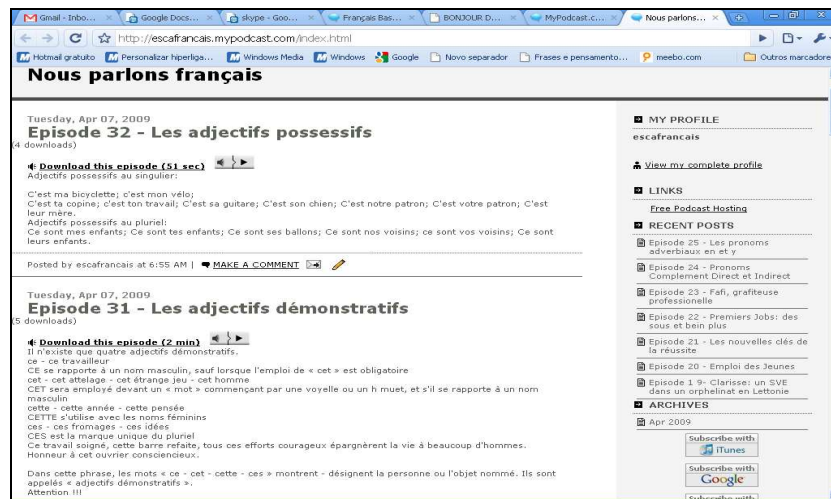 Gmail - Inbo...
Google Docs...
skype - Goo...
Français Bas...
BONJOUR D...
MyPodcast.c...
Nous parlons...
http://escafrancais.mypodcast.com/index.html
Hotmail gratuito
Personalizar hiperliga...
Windows Media
Windows
Google
Novo separador
Frases e pensamento...
meebo.com
Outros marcadore
Nous parlons français
Tuesday, Apr 07, 2009
Episode 32 - Les adjectifs possessifs
(4 downloads)
Download this episode (51 sec)
Adjectifs possessifs au singulier:
C'est ma bicyclette; c'est mon vélo;
C'est ta copine; c'est ton travail; C'est sa guitare; C'est son chien; C'est notre patron; C'est votre patron; C'est
leur mère.
Adjectifs possessifs au pluriel:
Ce sont mes enfants; Ce sont tes enfants; Ce sont ses ballons; Ce sont nos voisins; ce sont vos voisins; Ce sont
leurs enfants.
Posted by escafrancais at 6:55 AM | MAKE A COMMENT
Tuesday, Apr 07, 2009
Episode 31 - Les adjectifs démonstratifs
(5 downloads)
Download this episode (2 min)
Il n'existe que quatre adjectifs démonstratifs.
ce - ce travailleur
CE se rapporte à un nom masculin, sauf lorsque l'emploi de « cet » est obligatoire
cet - cet attelage - cet étrange jeu - cet homme
CET sera employé devant un « mot » commençant par une voyelle ou un h muet, et s'il se rapporte à un nom
masculin
cette - cette année - cette pensée
CETTE s'utilise avec les noms féminins
ces - ces fromages - ces idées
CES est la marque unique du pluriel
Ce travail soigné, cette barre refaite, tous ces efforts courageux épargnèrent la vie à beaucoup d'hommes.
Honneur à cet ouvrier consciencieux.
Dans cette phrase, les mots « ce - cet - cette - ces » montrent - désignent la personne ou l'objet nommé. Ils sont
appelés « adjectifs démonstratifs ».
Attention !!!
MY PROFILE
escafrancais
View my complete profile
LINKS
Free Podcast Hosting
RECENT POSTS
Episode 25 - Les pronoms
adverbiaux en et y
Episode 24 - Pronoms
Complement Direct et Indirect
Episode 23 - Fafi, grafiteuse
professionelle
Episode 22 - Premiers Jobs: des
sous et bein plus
Episode 21 - Les nouvelles clés de
la réussite
Episode 20 - Emploi des Jeunes
Episode 1 9- Clarisse: un SVE
dans un orphelinat en Lettonie
ARCHIVES
Apr 2009
Subscribe with
iTunes
Subscribe with
Google
Subscribe with